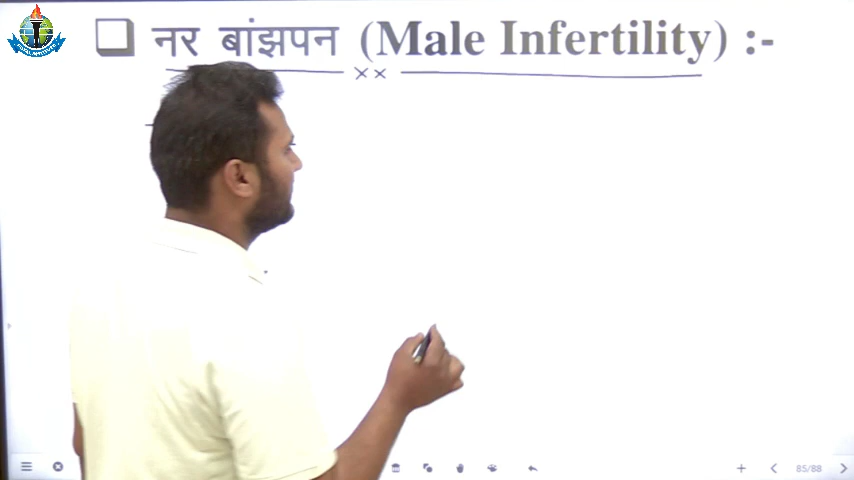 ❑ नर बांझपन (Male Infertility) :-
85/88